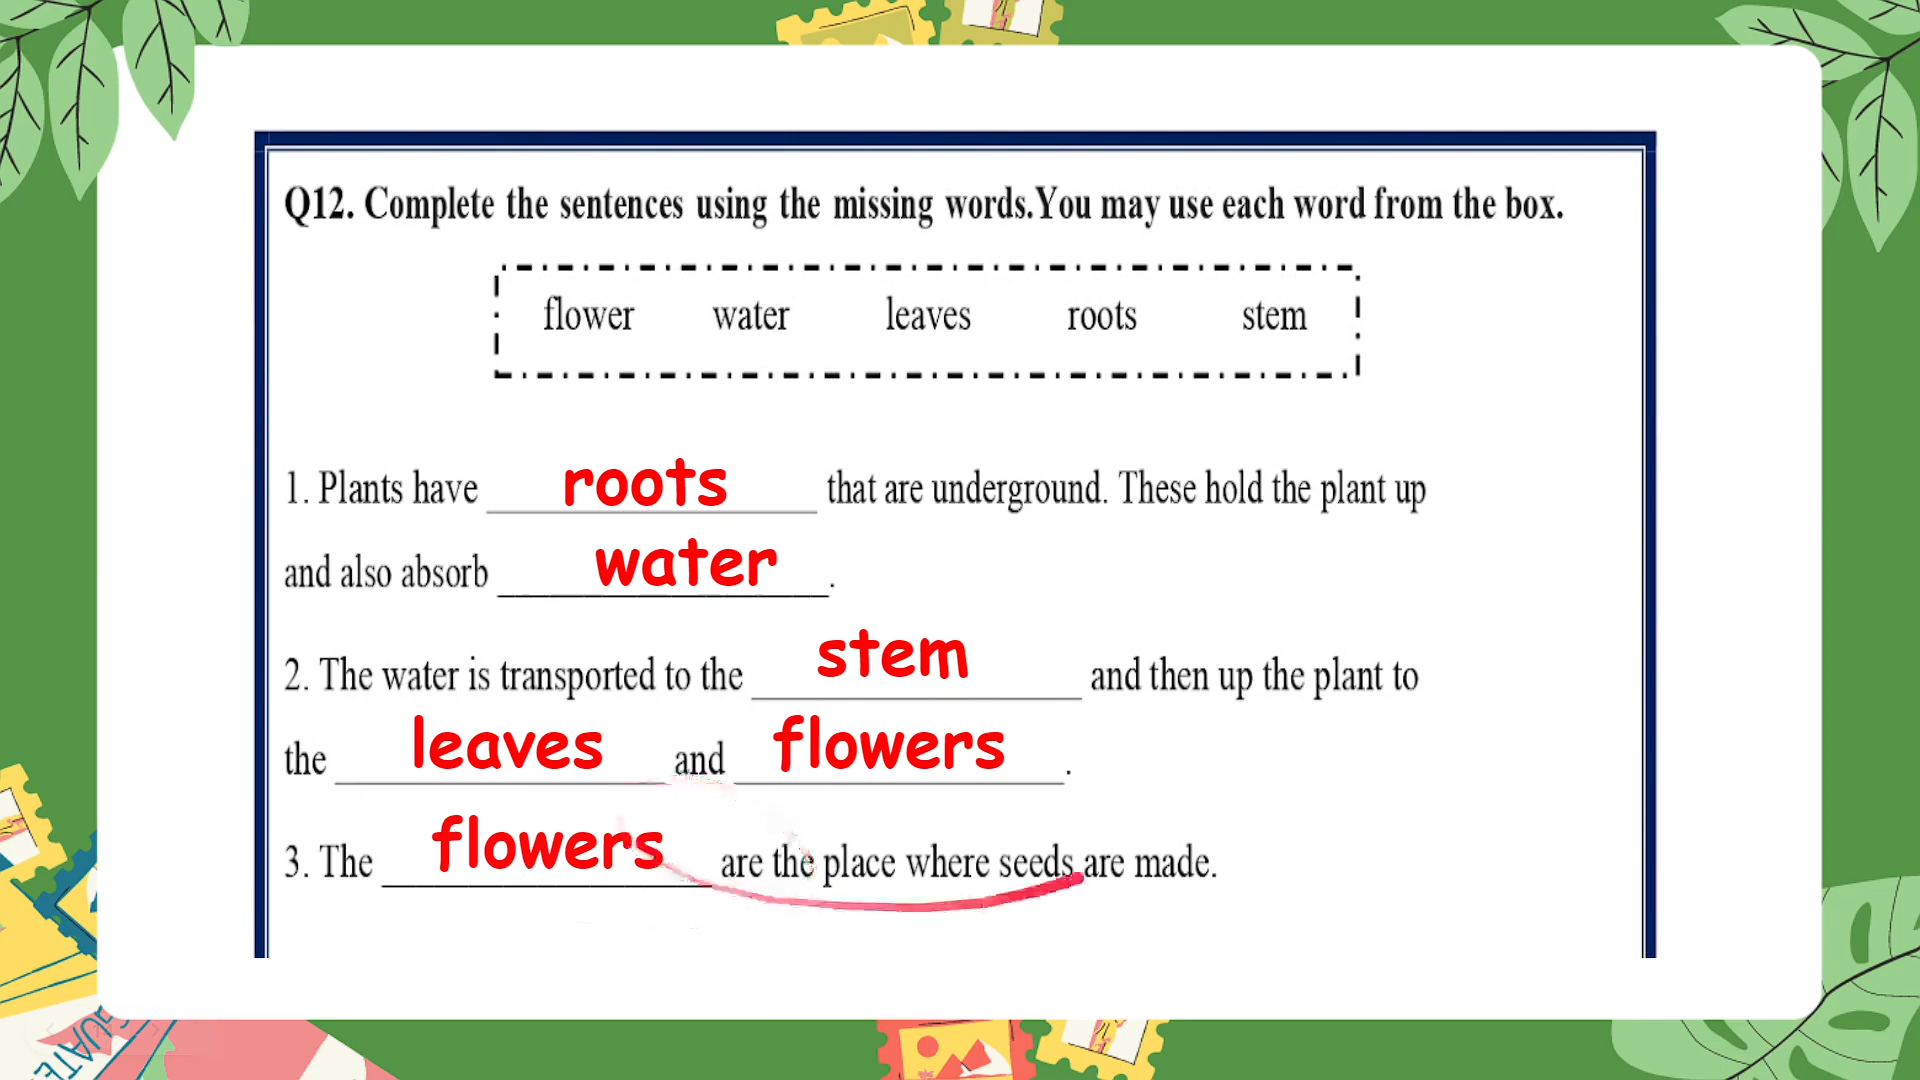 Q12. Complete the sentences using the missing words.You may use each word from the box.
flower water leaves roots stem
1. Plants have roots that are underground. These hold the plant up
and also absorb water.
2. The water is transported to the stem and then up the plant to
the leaves and flowers.
3. The flowers are the place where seeds are made.